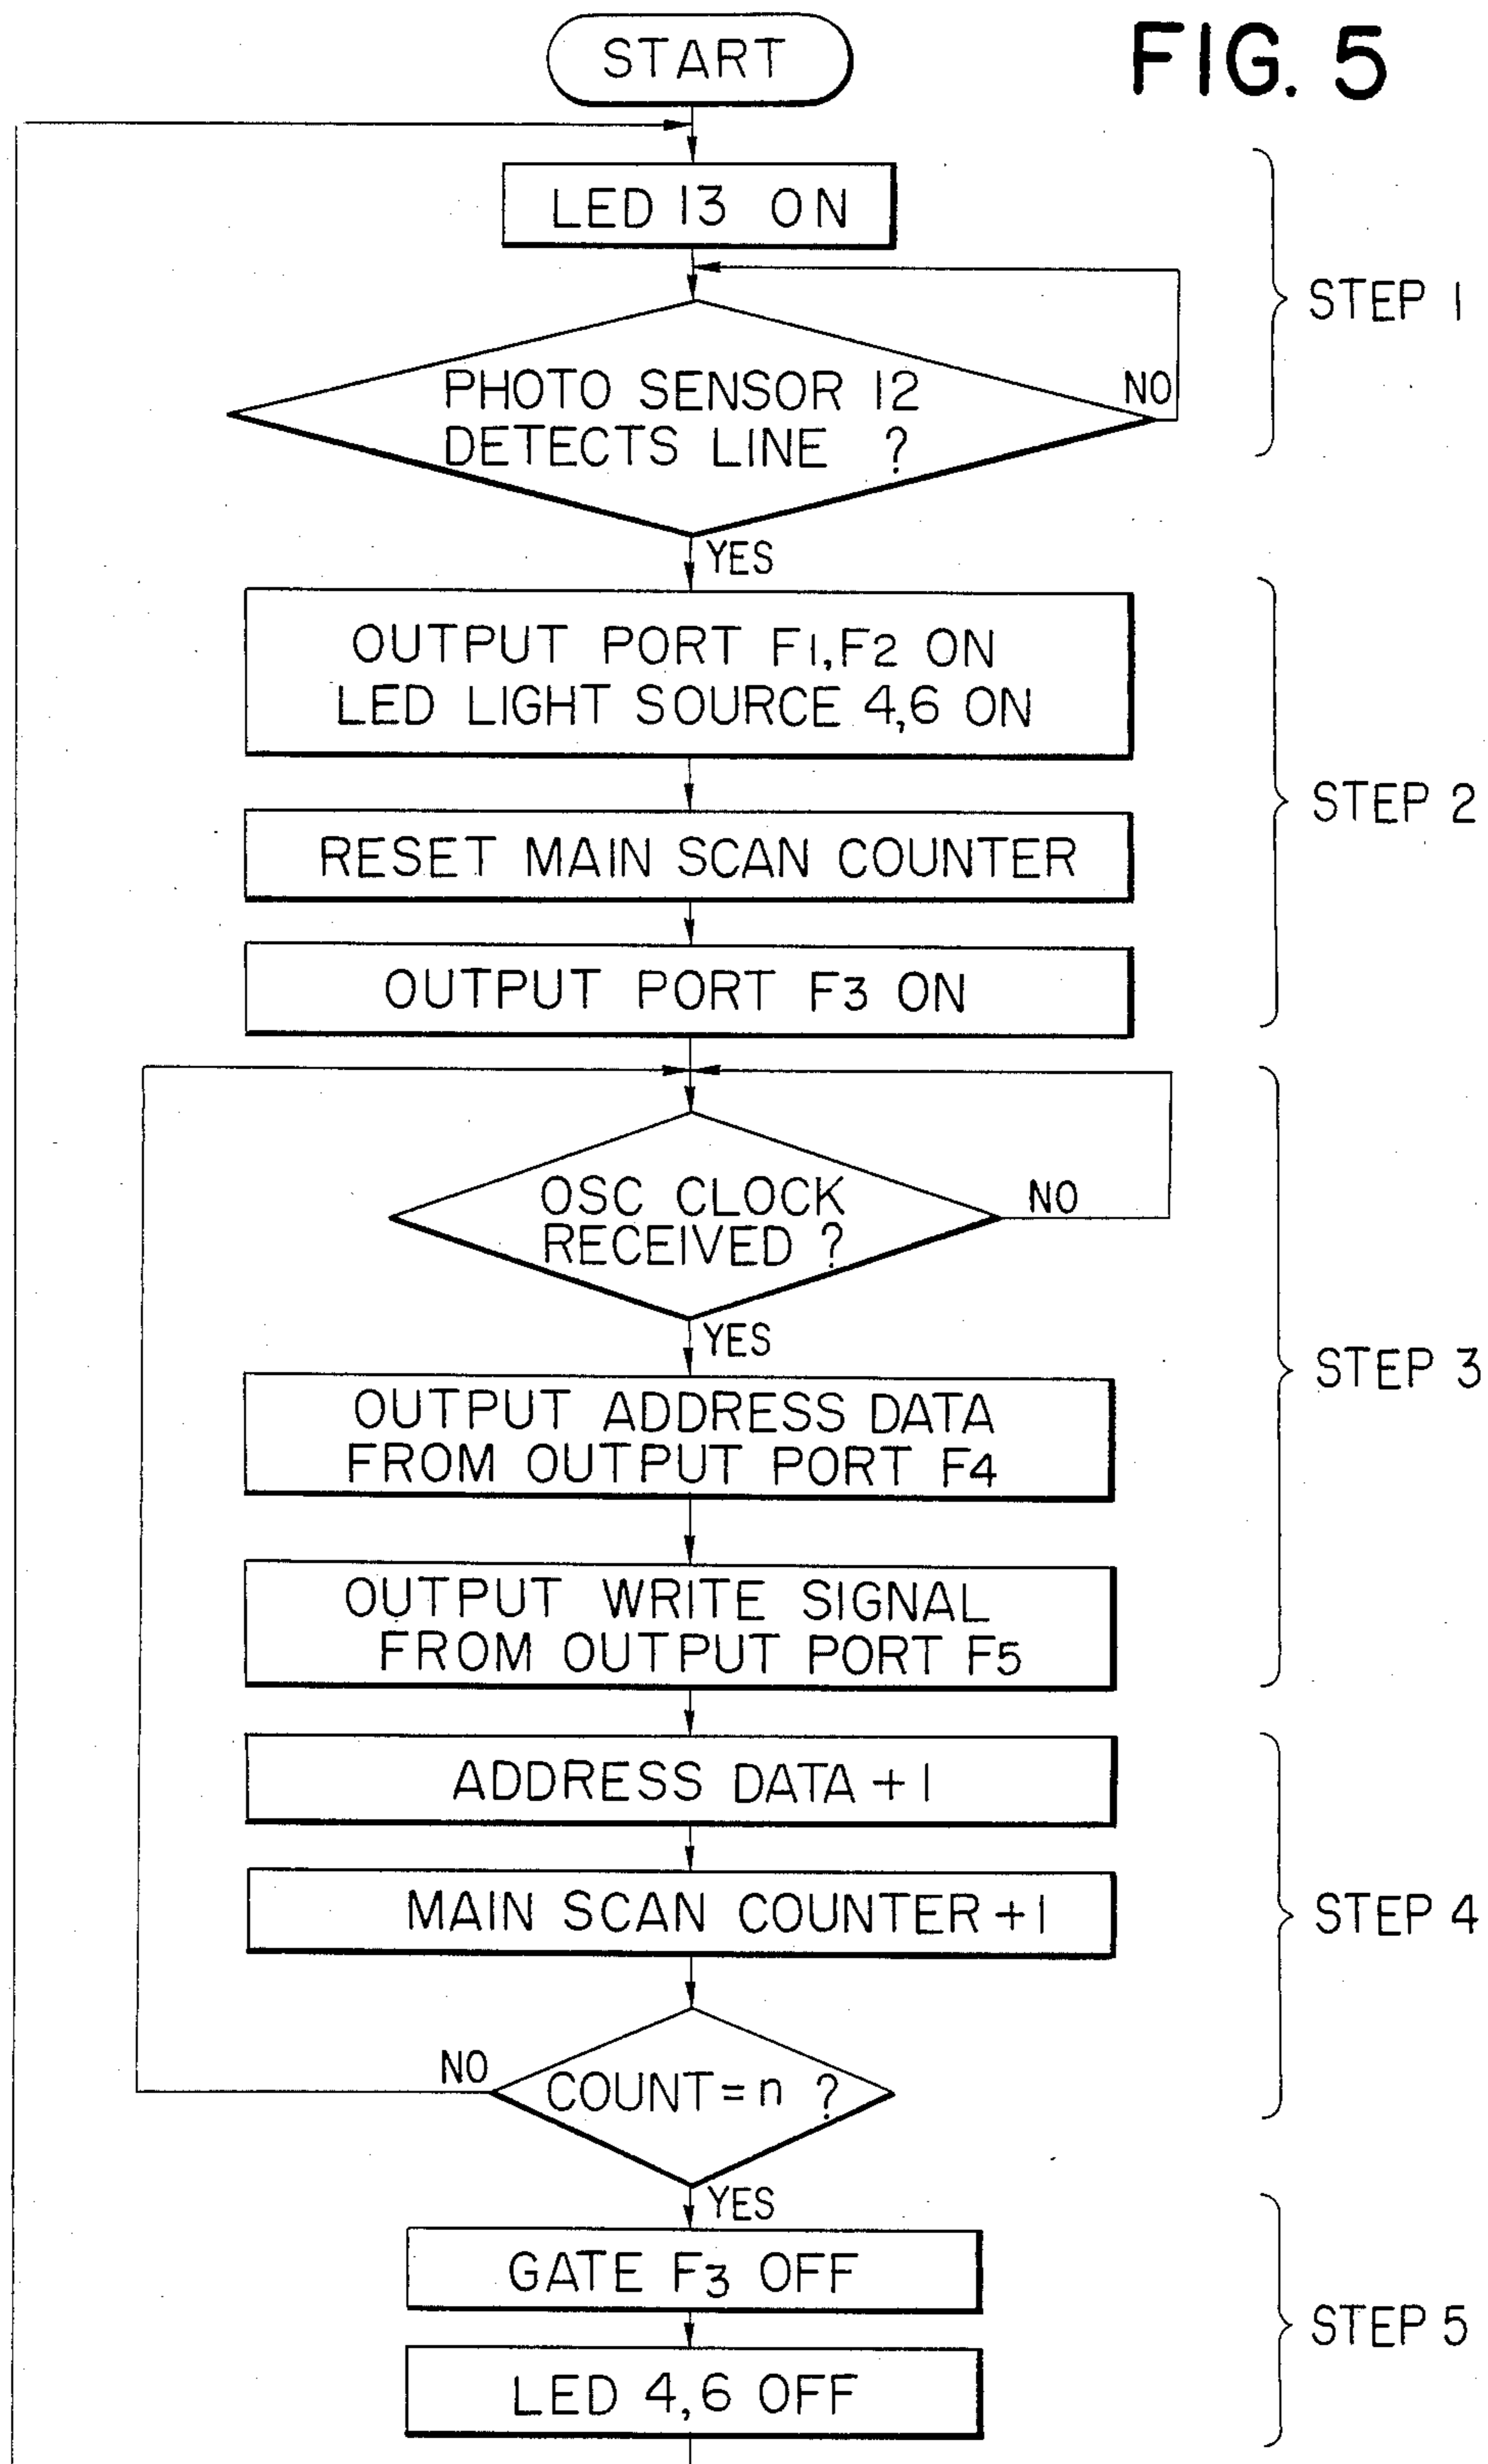 FIG. 5
START
LED 13 ON
STEP 1
PHOTO SENSOR 12
DETECTS LINE ?
NO
YES
OUTPUT PORT F1,F2 ON
LED LIGHT SOURCE 4,6 ON
STEP 2
RESET MAIN SCAN COUNTER
OUTPUT PORT F3 ON
OSC CLOCK
RECEIVED ?
NO
YES
STEP 3
OUTPUT ADDRESS DATA
FROM OUTPUT PORT F4
OUTPUT WRITE SIGNAL
FROM OUTPUT PORT F5
ADDRESS DATA +1
MAIN SCAN COUNTER +1
STEP 4
NO
COUNT=n ?
YES
GATE F3 OFF
STEP 5
LED 4,6 OFF